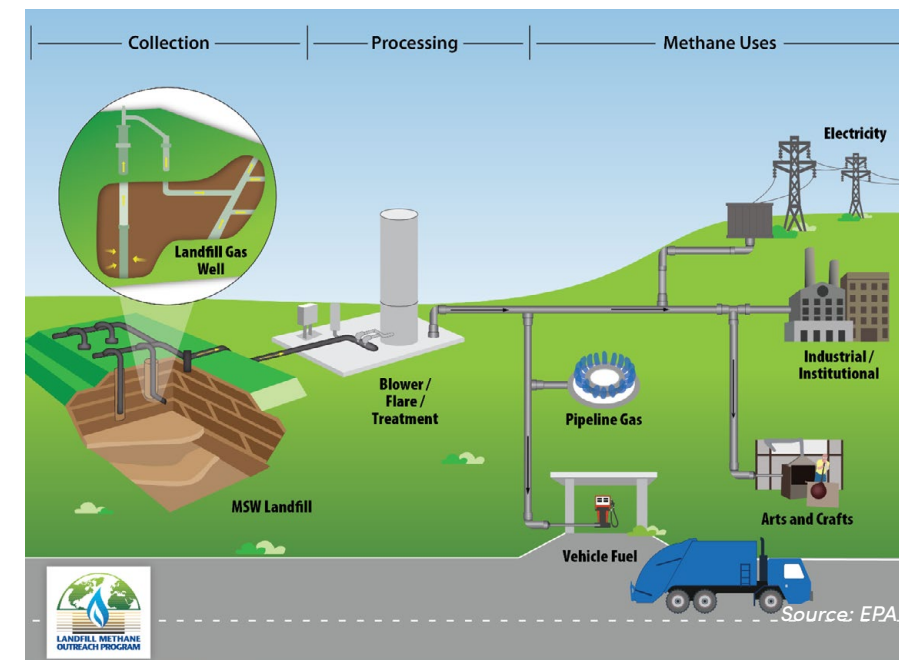 Collection
Processing
Methane Uses
Electricity
Landfill Gas
Well
Industrial /
Institutional
Blower /
Flare /
Treatment
Pipeline Gas
MSW Landfill
Arts and Crafts
Vehicle Fuel
Source: EPA
LANDFILL METHANE
OUTREACH PROGRAM